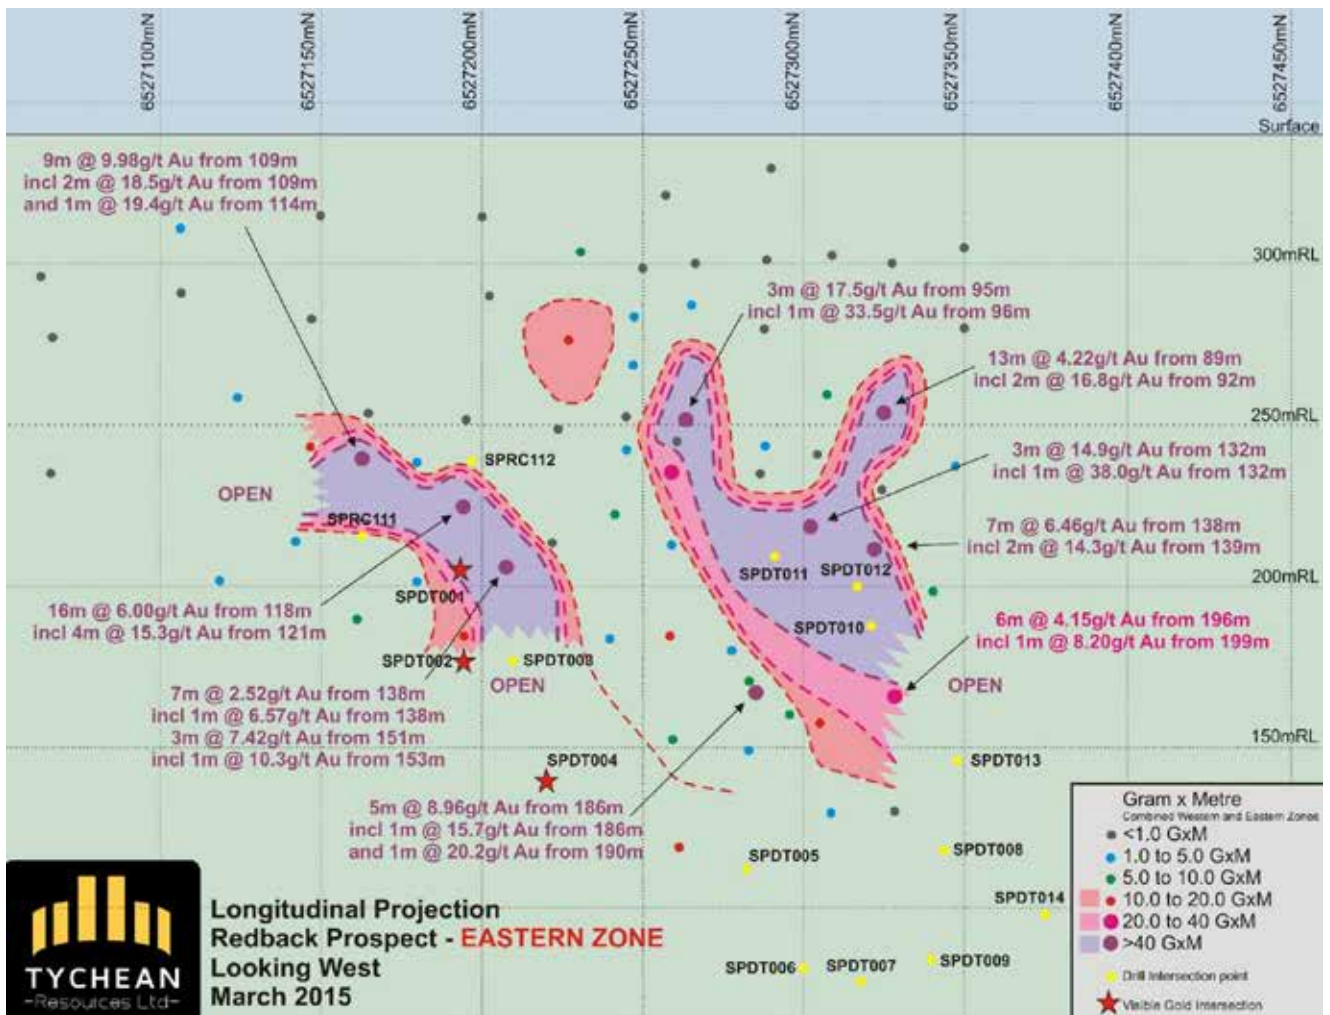 6527100mN
6527150mN
6527200mN
6527250mN
6527300mN
6527350mN
6527400mN
6527450mN
Surface
9m @ 9.98g/t Au from 109m
incl 2m @ 18.5g/t Au from 109m
and 1m @ 19.4g/t Au from 114m
300mRL
3m @ 17.5g/t Au from 95m
incl 1m @ 33.5g/t Au from 96m
13m @ 4.22g/t Au from 89m
incl 2m @ 16.8g/t Au from 92m
250mRL
SPRC112
3m @ 14.9g/t Au from 132m
incl 1m @ 38.0g/t Au from 132m
OPEN
SPRC111
7m @ 6.46g/t Au from 138m
incl 2m @ 14.3g/t Au from 139m
SPDT011
SPDT012
200mRL
SPDT001
16m @ 6.00g/t Au from 118m
incl 4m @ 15.3g/t Au from 121m
SPDT010
6m @ 4.15g/t Au from 196m
incl 1m @ 8.20g/t Au from 199m
SPDT002
SPDT003
OPEN
OPEN
7m @ 2.52g/t Au from 138m
incl 1m @ 6.57g/t Au from 138m
3m @ 7.42g/t Au from 151m
incl 1m @ 10.3g/t Au from 153m
150mRL
SPDT004
SPDT013
5m @ 8.96g/t Au from 186m
incl 1m @ 15.7g/t Au from 186m
and 1m @ 20.2g/t Au from 190m
SPDT005
SPDT008
SPDT014
SPDT006
SPDT007
SPDT009
Gram x Metre
Combined Western and Eastern Zones
<1.0 GxM
1.0 to 5.0 GxM
5.0 to 10.0 GxM
10.0 to 20.0 GxM
20.0 to 40 GxM
>40 GxM
Drill Intersection point
Visible Gold Intersection
TYCHEAN
-Resources Ltd-
Longitudinal Projection
Redback Prospect - EASTERN ZONE
Looking West
March 2015